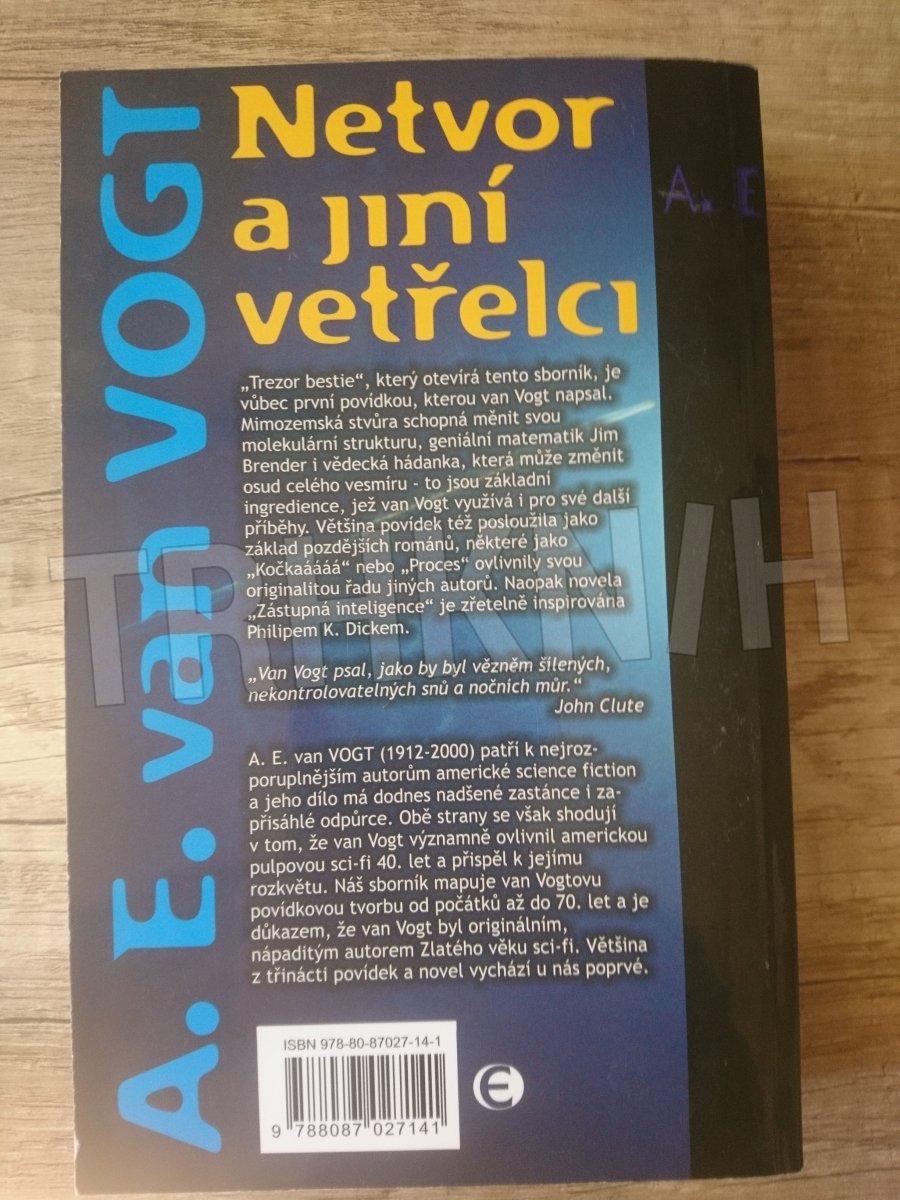 A. E. van VOGT
Netvor
a jiní
vetřelci
„Trezor bestie“, který otevírá tento sborník, je
vůbec první povídkou, kterou van Vogt napsal.
Mimozemská stvůra schopná měnit svou
molekulární strukturu, geniální matematik Jim
Brender i vědecká hádanka, která může změnit
osud celého vesmíru - to jsou základní
ingredience, jež van Vogt využívá i pro své další
příběhy. Většina povídek též posloužila jako
základ pozdějších románů, některé jako
„Kočkaáááá“ nebo „Proces“ ovlivnily svou
originalitou řadu jiných autorů. Naopak novela
„Zástupná inteligence“ je zřetelně inspirována
Philipem K. Dickem.
„Van Vogt psal, jako by byl vězněm šílených,
nekontrolovatelných snů a nočních můr.“
John Clute
A. E. van VOGT (1912-2000) patří k nejroz-
poruplnějším autorům americké science fiction
a jeho dílo má dodnes nadšené zastánce i za-
přisáhlé odpůrce. Obě strany se však shodují
v tom, že van Vogt významně ovlivnil americkou
pulpovou sci-fi 40. let a přispěl k jejímu
rozkvětu. Náš sborník mapuje van Vogtovu
povídkovou tvorbu od počátků až do 70. let a je
důkazem, že van Vogt byl originálním,
nápaditým autorem Zlatého věku sci-fi. Většina
z třinácti povídek a novel vychází u nás poprvé.
ISBN 978-80-87027-14-1
9 788087 027141
A. E